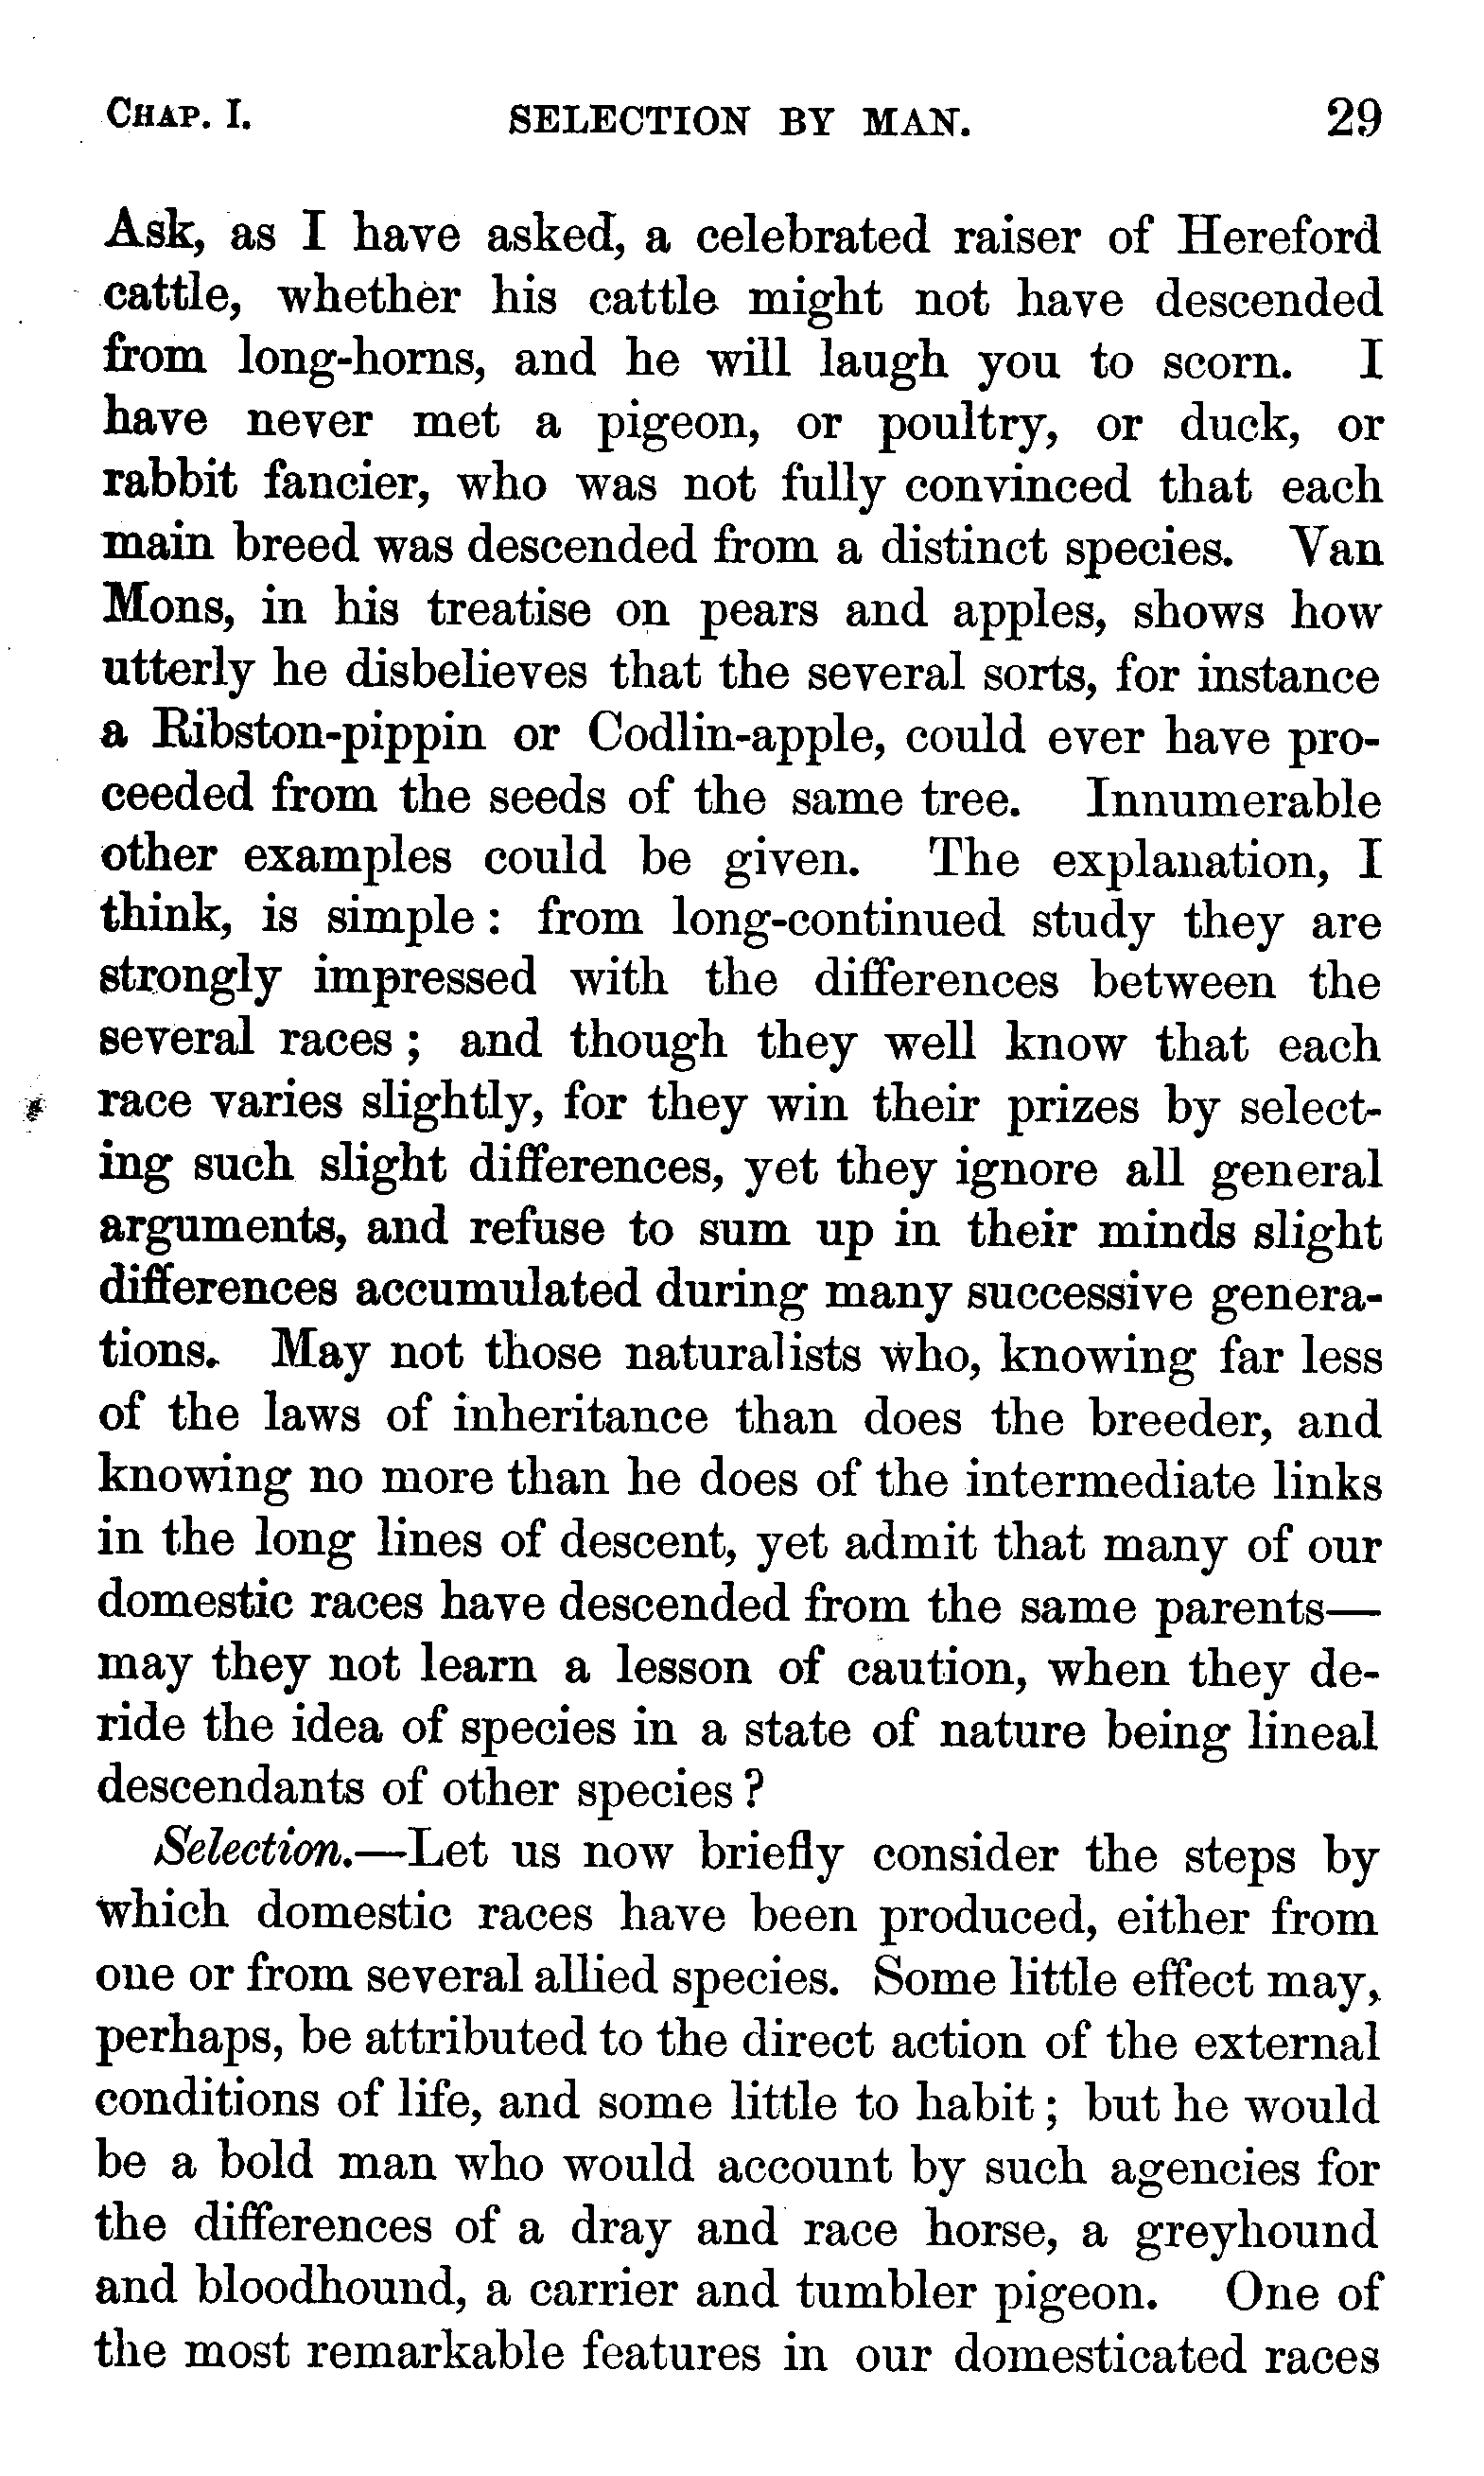 CHAP. I. SELECTION BY MAN. 29
Ask, as I have asked, a celebrated raiser of Hereford
cattle, whether his cattle might not have descended
from long-horns, and he will laugh you to scorn. I
have never met a pigeon, or poultry, or duck, or
rabbit fancier, who was not fully convinced that each
main breed was descended from a distinct species. Van
Mons, in his treatise on pears and apples, shows how
utterly he disbelieves that the several sorts, for instance
a Ribston-pippin or Codlin-apple, could ever have pro-
ceeded from the seeds of the same tree. Innumerable
other examples could be given. The explanation, I
think, is simple: from long-continued study they are
strongly impressed with the differences between the
several races; and though they well know that each
race varies slightly, for they win their prizes by select-
ing such slight differences, yet they ignore all general
arguments, and refuse to sum up in their minds slight
differences accumulated during many successive genera-
tions. May not those naturalists who, knowing far less
of the laws of inheritance than does the breeder, and
knowing no more than he does of the intermediate links
in the long lines of descent, yet admit that many of our
domestic races have descended from the same parents—
may they not learn a lesson of caution, when they de-
ride the idea of species in a state of nature being lineal
descendants of other species?
Selection.—Let us now briefly consider the steps by
which domestic races have been produced, either from
one or from several allied species. Some little effect may,
perhaps, be attributed to the direct action of the external
conditions of life, and some little to habit; but he would
be a bold man who would account by such agencies for
the differences of a dray and race horse, a greyhound
and bloodhound, a carrier and tumbler pigeon. One of
the most remarkable features in our domesticated races